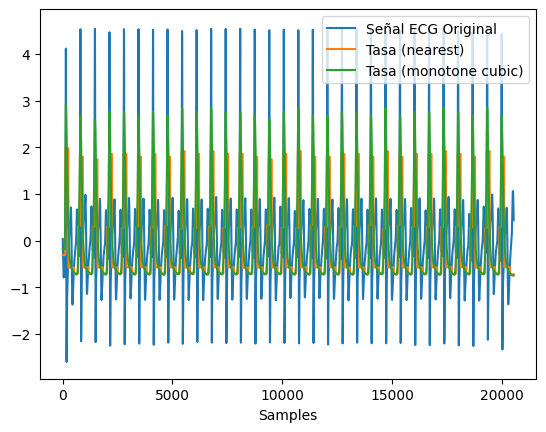 Señal ECG Original
Tasa (nearest)
Tasa (monotone cubic)
4
3
2
1
0
−1
−2
0 5000 10000 15000 20000
Samples